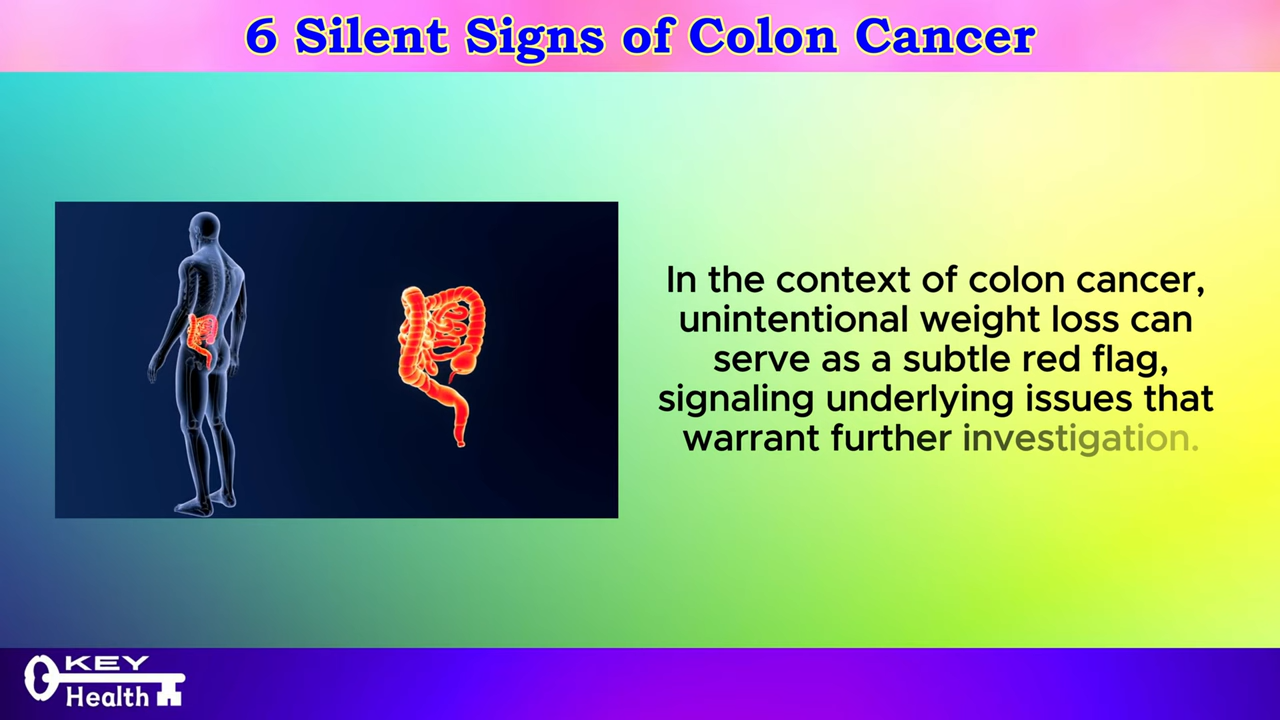 6 Silent Signs of Colon Cancer
In the context of colon cancer,
unintentional weight loss can
serve as a subtle red flag,
signaling underlying issues that
warrant further investigation.
KEY
Health